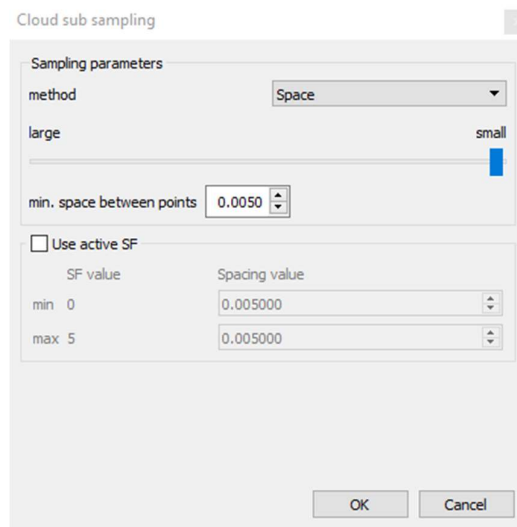 Cloud sub sampling
Sampling parameters
method Space
large small
min. space between points 0.0050
Use active SF
SF value Spacing value
min 0 0.005000
max 5 0.005000
OK Cancel